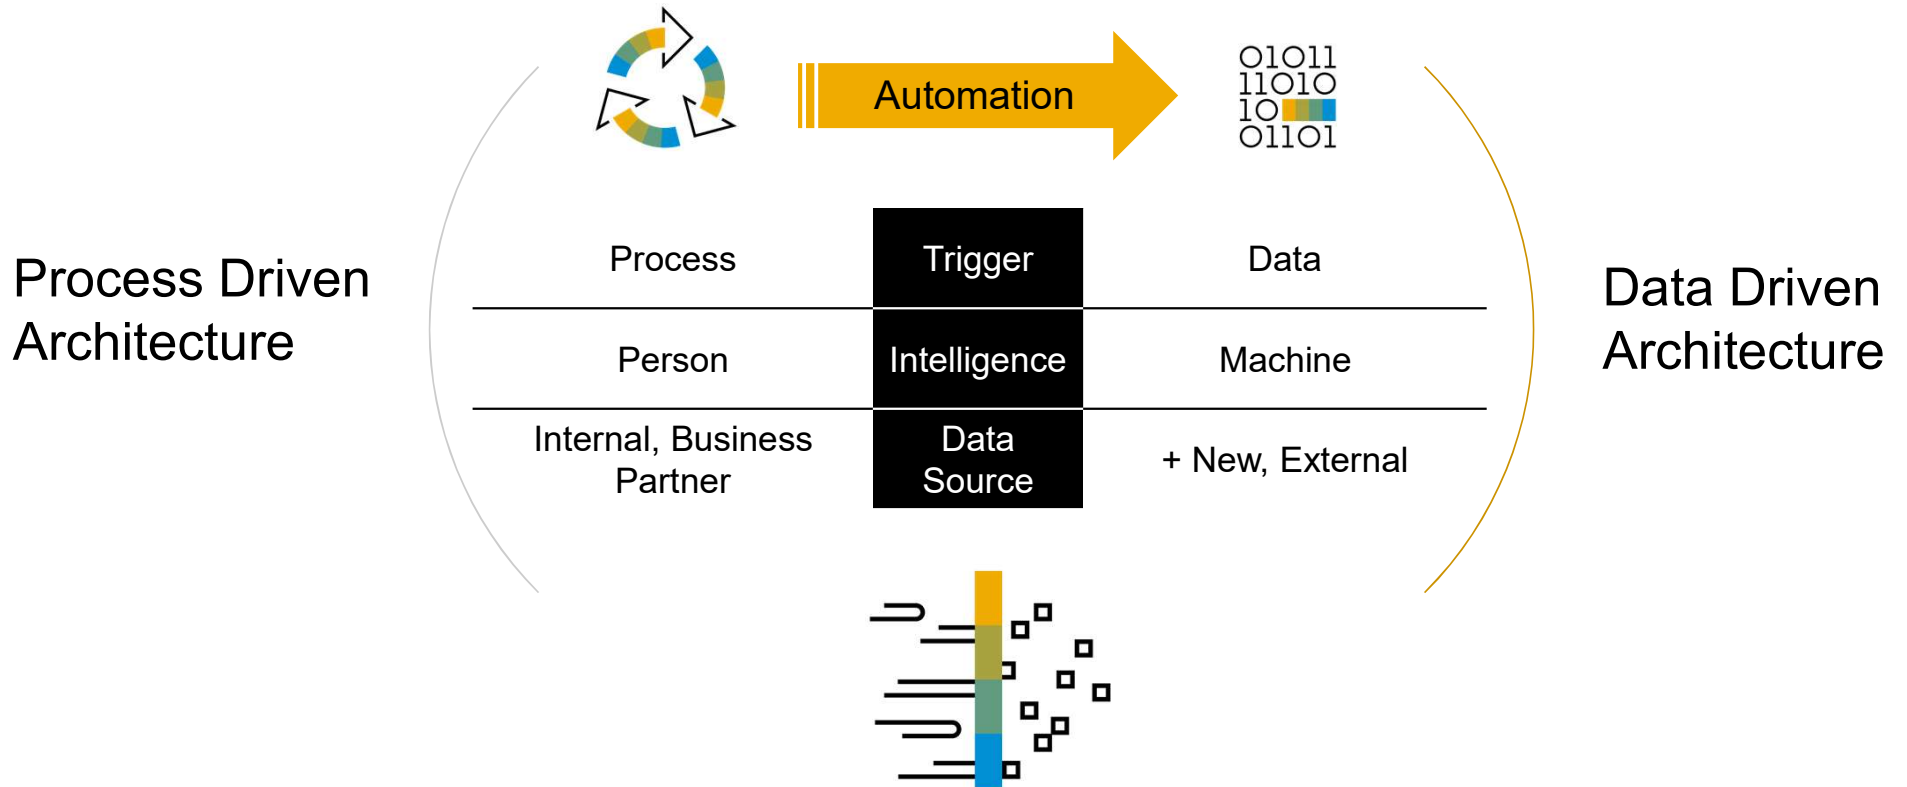 Automation
01011
11010
10
01101
Process Driven
Architecture
Process
Trigger
Data
Person
Intelligence
Machine
Internal, Business
Partner
Data
Source
+ New, External
Data Driven
Architecture